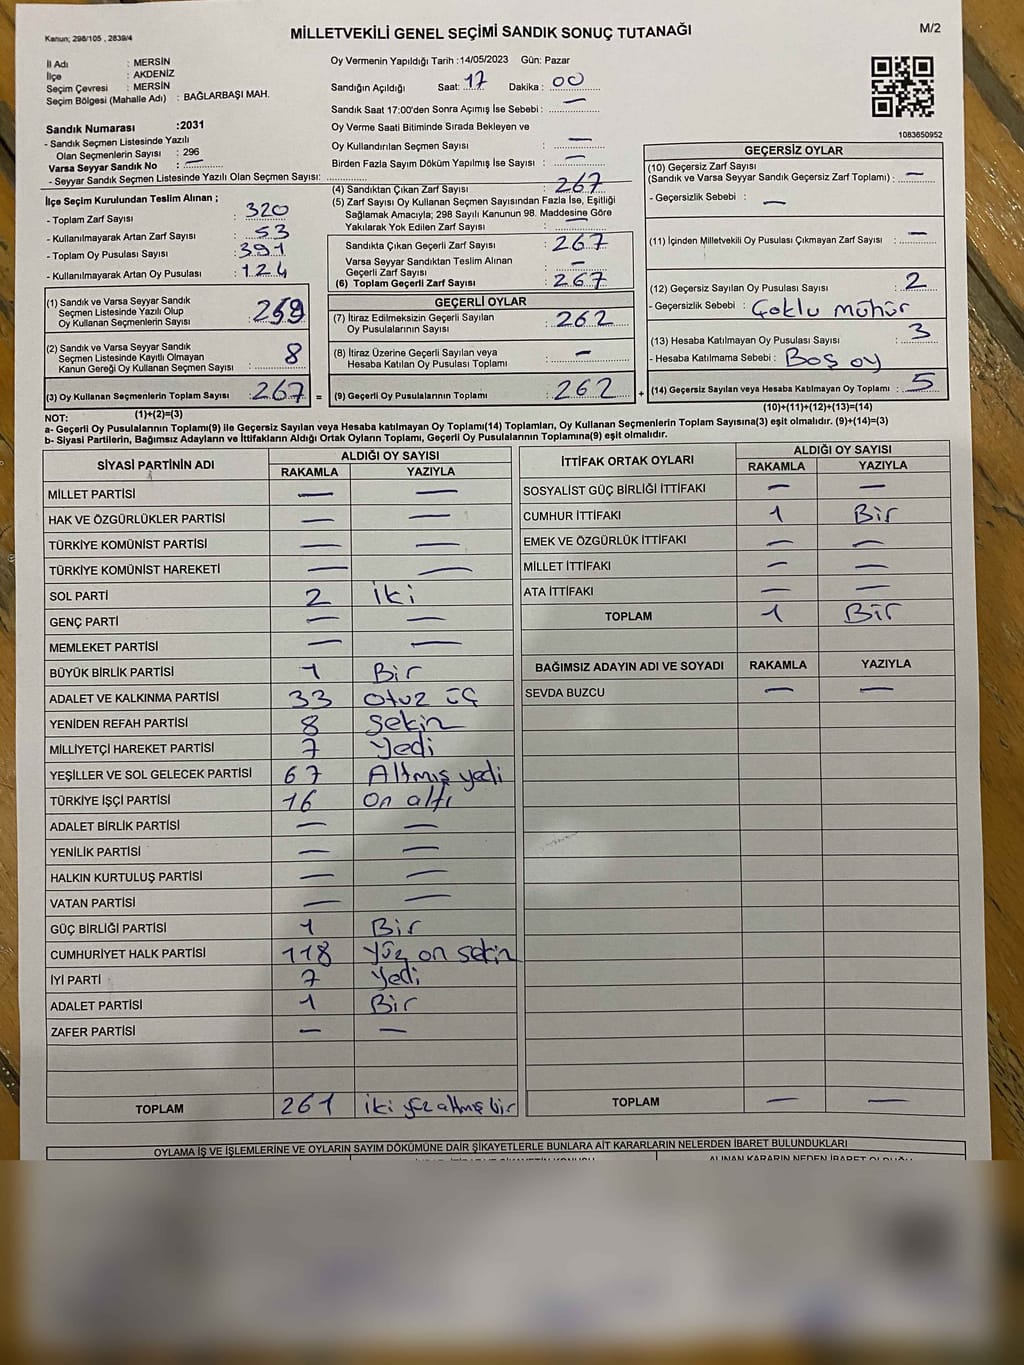 Kanun; 298/105 , 2839/4
MİLLETVEKİLİ GENEL SEÇİMİ SANDIK SONUÇ TUTANAĞI
M/2
İl Adı : MERSİN
İlçe : AKDENİZ
Seçim Çevresi : MERSİN
Seçim Bölgesi (Mahalle Adı) : BAĞLARBAŞI MAH.
Sandık Numarası :2031
- Sandık Seçmen Listesinde Yazılı
Olan Seçmenlerin Sayısı : 296
Varsa Seyyar Sandık No : —
- Seyyar Sandık Seçmen Listesinde Yazılı Olan Seçmen Sayısı:
Oy Vermenin Yapıldığı Tarih :14/05/2023 Gün: Pazar
Sandığın Açıldığı Saat: 17 Dakika : 00
Sandık Saat 17:00'den Sonra Açımış İse Sebebi : —
Oy Verme Saati Bitiminde Sırada Bekleyen ve
Oy Kullandırılan Seçmen Sayısı : —
Birden Fazla Sayım Döküm Yapılmış İse Sayısı : —
1083650952
İlçe Seçim Kurulundan Teslim Alınan ;
- Toplam Zarf Sayısı : 320
- Kullanılmayarak Artan Zarf Sayısı : 53
- Toplam Oy Pusulası Sayısı : 391
- Kullanılmayarak Artan Oy Pusulası : 124
(1) Sandık ve Varsa Seyyar Sandık
Seçmen Listesinde Yazılı Olup
Oy Kullanan Seçmenlerin Sayısı : 259
(2) Sandık ve Varsa Seyyar Sandık
Seçmen Listesinde Kayıtlı Olmayan
Kanun Gereği Oy Kullanan Seçmen Sayısı : 8
(3) Oy Kullanan Seçmenlerin Toplam Sayısı : 267 =
(1)+(2)=(3)
(4) Sandıktan Çıkan Zarf Sayısı : 267
(5) Zarf Sayısı Oy Kullanan Seçmen Sayısından Fazla İse, Eşitliği
Sağlamak Amacıyla; 298 Sayılı Kanunun 98. Maddesine Göre
Yakılarak Yok Edilen Zarf Sayısı : —
Sandıkta Çıkan Geçerli Zarf Sayısı : 267
Varsa Seyyar Sandıktan Teslim Alınan
Geçerli Zarf Sayısı : —
(6) Toplam Geçerli Zarf Sayısı : 267
GEÇERLİ OYLAR
(7) İtiraz Edilmeksizin Geçerli Sayılan
Oy Pusulalarının Sayısı : 262
(8) İtiraz Üzerine Geçerli Sayılan veya
Hesaba Katılan Oy Pusulası Toplamı : —
(9) Geçerli Oy Pusulalarının Toplamı : 262 +
GEÇERSİZ OYLAR
(10) Geçersiz Zarf Sayısı
(Sandık ve Varsa Seyyar Sandık Geçersiz Zarf Toplamı) : —
- Geçersizlik Sebebi : —
(11) İçinden Milletvekili Oy Pusulası Çıkmayan Zarf Sayısı : —
(12) Geçersiz Sayılan Oy Pusulası Sayısı : 2
- Geçersizlik Sebebi : Çoklu mühür
(13) Hesaba Katılmayan Oy Pusulası Sayısı : 3
- Hesaba Katılmama Sebebi : Boş oy
(14) Geçersiz Sayılan veya Hesaba Katılmayan Oy Toplamı : 5
(10)+(11)+(12)+(13)=(14)
NOT:
a- Geçerli Oy Pusulalarının Toplamı(9) ile Geçersiz Sayılan veya Hesaba katılmayan Oy Toplamı(14) Toplamları, Oy Kullanan Seçmenlerin Toplam Sayısına(3) eşit olmalıdır. (9)+(14)=(3)
b- Siyasi Partilerin, Bağımsız Adayların ve İttifakların Aldığı Ortak Oyların Toplamı, Geçerli Oy Pusulalarının Toplamına(9) eşit olmalıdır.
SİYASİ PARTİNİN ADI ALDIĞI OY SAYISI
RAKAMLA YAZIYLA
MİLLET PARTİSİ — —
HAK VE ÖZGÜRLÜKLER PARTİSİ — —
TÜRKİYE KOMÜNİST PARTİSİ — —
TÜRKİYE KOMÜNİST HAREKETİ — —
SOL PARTİ 2 iki
GENÇ PARTİ — —
MEMLEKET PARTİSİ — —
BÜYÜK BİRLİK PARTİSİ 1 Bir
ADALET VE KALKINMA PARTİSİ 33 otuz üç
YENİDEN REFAH PARTİSİ 8 sekiz
MİLLİYETÇİ HAREKET PARTİSİ 7 Yedi
YEŞİLLER VE SOL GELECEK PARTİSİ 67 Altmış yedi
TÜRKİYE İŞÇİ PARTİSİ 16 on altı
ADALET BİRLİK PARTİSİ — —
YENİLİK PARTİSİ — —
HALKIN KURTULUŞ PARTİSİ — —
VATAN PARTİSİ — —
GÜÇ BİRLİĞİ PARTİSİ 1 Bir
CUMHURİYET HALK PARTİSİ 118 Yüz on sekiz
İYİ PARTİ 7 Yedi
ADALET PARTİSİ 1 Bir
ZAFER PARTİSİ — —
TOPLAM 261 iki yüz altmış bir
İTTİFAK ORTAK OYLARI ALDIĞI OY SAYISI
RAKAMLA YAZIYLA
SOSYALİST GÜÇ BİRLİĞİ İTTİFAKI — —
CUMHUR İTTİFAKI 1 Bir
EMEK VE ÖZGÜRLÜK İTTİFAKI — —
MİLLET İTTİFAKI — —
ATA İTTİFAKI — —
TOPLAM 1 Bir
BAĞIMSIZ ADAYIN ADI VE SOYADI RAKAMLA YAZIYLA
SEVDA BUZCU — —
TOPLAM — —
OYLAMA İŞ VE İŞLEMLERİNE VE OYLARIN SAYIM DÖKÜMÜNE DAİR ŞİKAYETLERLE BUNLARA AİT KARARLARIN NELERDEN İBARET BULUNDUKLARI
ALINAN KARARIN NEDEN İBARET OLDUĞU